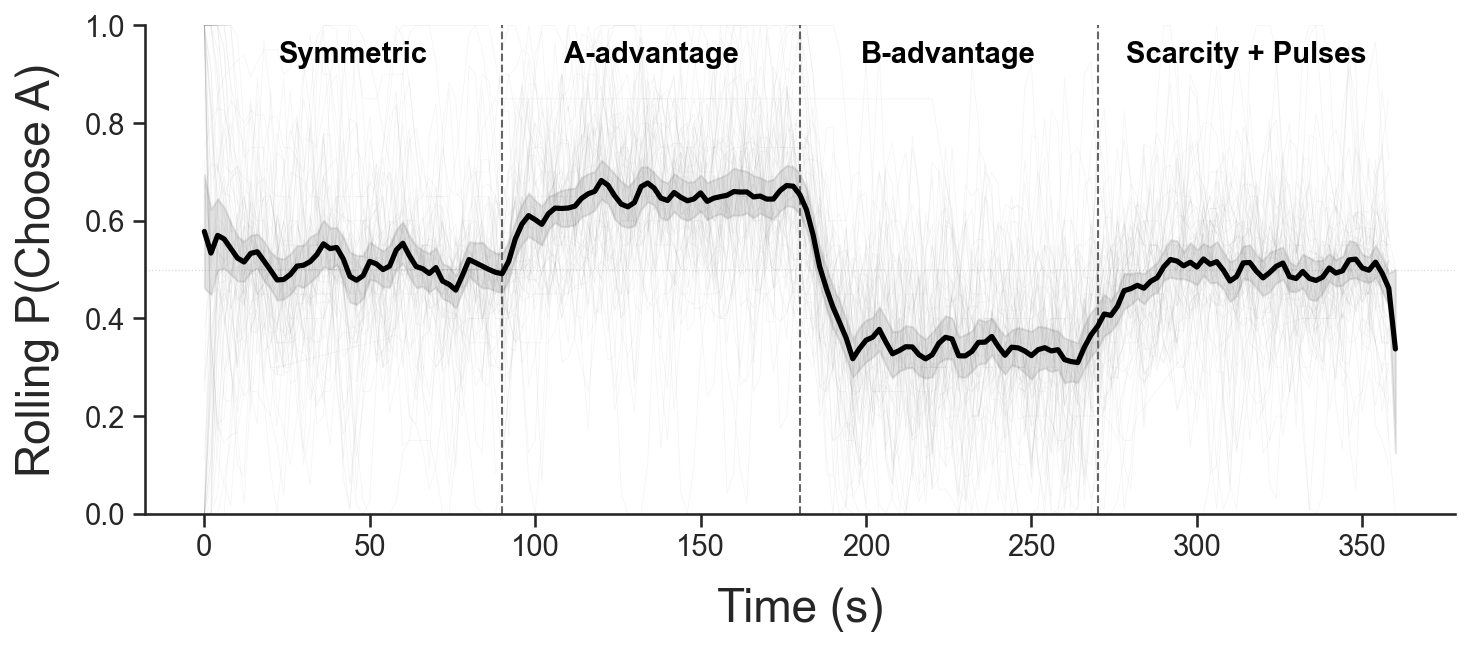 Symmetric A-advantage B-advantage Scarcity + Pulses
Rolling P(Choose A)
1.0
0.8
0.6
0.4
0.2
0.0
0 50 100 150 200 250 300 350
Time (s)